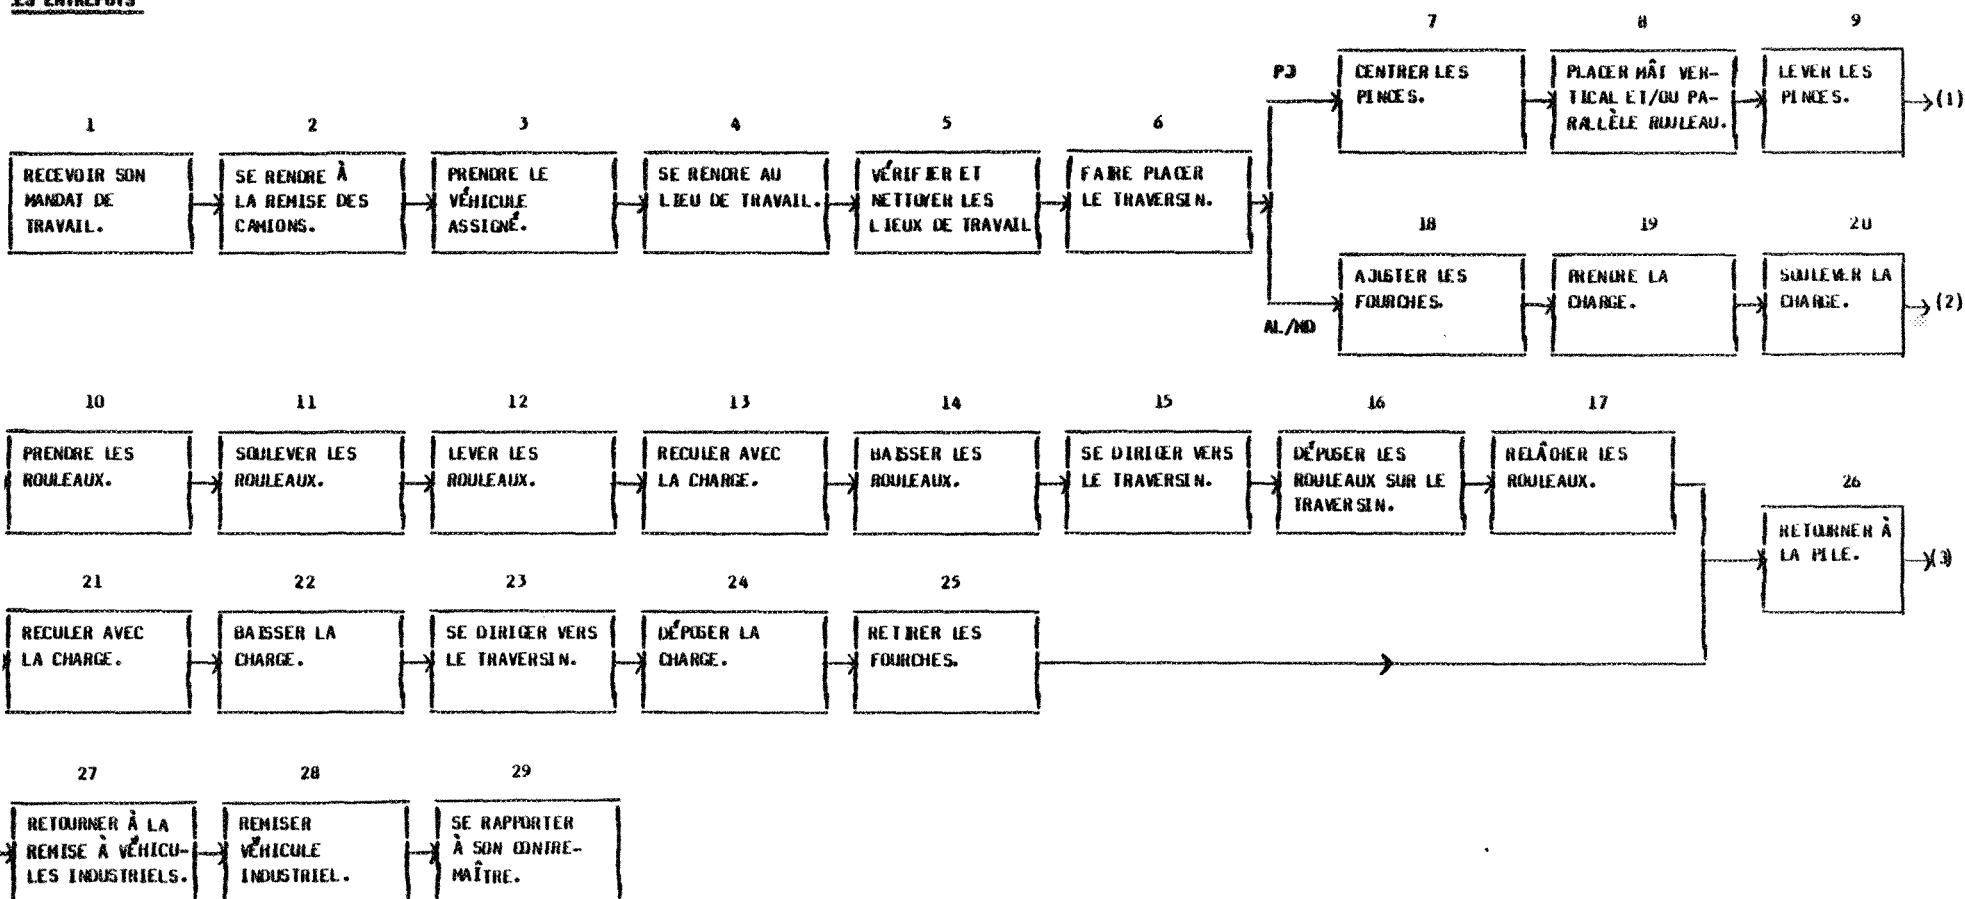 ES ENTREPÔTS
7
8
9
PJ
CENTRER LES
PINCES.
PLACER MÂT VER-
TICAL ET/OU PA-
RALLÈLE ROULEAU.
LEVER LES
PINCES.
(1)
1
2
3
4
5
6
RECEVOIR SON
MANDAT DE
TRAVAIL.
SE RENDRE À
LA REMISE DES
CAMIONS.
PRENDRE LE
VÉHICULE
ASSIGNÉ.
SE RENDRE AU
LIEU DE TRAVAIL.
VÉRIFIER ET
NETTOYER LES
LIEUX DE TRAVAIL
FAIRE PLACER
LE TRAVERSIN.
18
19
20
AL/MD
AJUSTER LES
FOURCHES.
PRENDRE LA
CHARGE.
SOULEVER LA
CHARGE.
(2)
10
11
12
13
14
15
16
17
PRENDRE LES
ROULEAUX.
SOULEVER LES
ROULEAUX.
LEVER LES
ROULEAUX.
RECULER AVEC
LA CHARGE.
BAISSER LES
ROULEAUX.
SE DIRIGER VERS
LE TRAVERSIN.
DÉPOSER LES
ROULEAUX SUR LE
TRAVERSIN.
RELÂCHER LES
ROULEAUX.
26
RETOURNER À
LA PILE.
(3)
21
22
23
24
25
RECULER AVEC
LA CHARGE.
BAISSER LA
CHARGE.
SE DIRIGER VERS
LE TRAVERSIN.
DÉPOSER LA
CHARGE.
RETIRER LES
FOURCHES.
27
28
29
RETOURNER À LA
REMISE À VÉHICU-
LES INDUSTRIELS.
REMISER
VÉHICULE
INDUSTRIEL.
SE RAPPORTER
À SON CONTRE-
MAÎTRE.